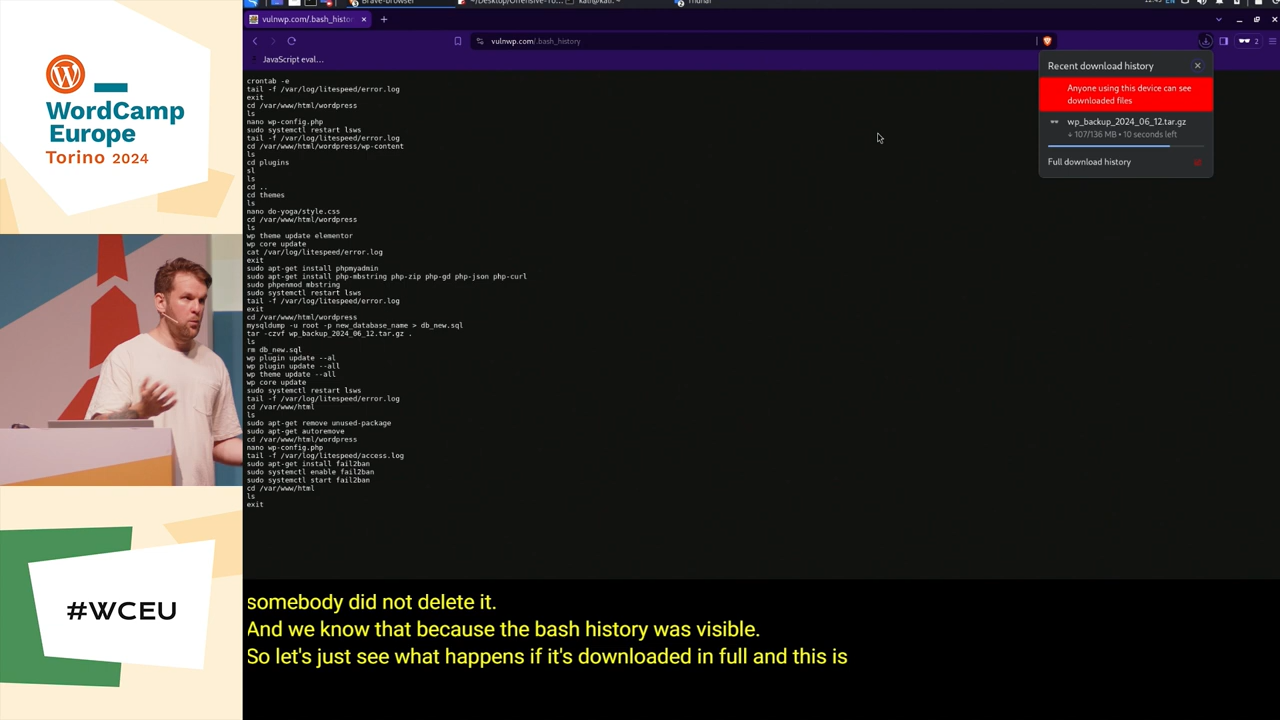 WordCamp
Europe
Torino 2024
#WCEU
Brave-browser
vulnwp.com/.bash_histor
vulnwp.com/.bash_history
2
JavaScript eval...
Recent download history
Anyone using this device can see
downloaded files
wp_backup_2024_06_12.tar.gz
↓ 107/136 MB • 10 seconds left
Full download history
crontab -e
tail -f /var/log/litespeed/error.log
exit
cd /var/www/html/wordpress
ls
nano wp-config.php
sudo systemctl restart lsws
tail -f /var/log/litespeed/error.log
cd /var/www/html/wordpress/wp-content
ls
cd plugins
sl
ls
cd ..
cd themes
ls
nano do-yoga/style.css
cd /var/www/html/wordpress
ls
wp theme update elementor
wp core update
cat /var/log/litespeed/error.log
exit
sudo apt-get install phpmyadmin
sudo apt-get install php-mbstring php-zip php-gd php-json php-curl
sudo phpenmod mbstring
sudo systemctl restart lsws
tail -f /var/log/litespeed/error.log
exit
cd /var/www/html/wordpress
mysqldump -u root -p new_database_name > db_new.sql
tar -czvf wp_backup_2024_06_12.tar.gz .
ls
rm db_new.sql
wp plugin update --al
wp plugin update --all
wp theme update --all
wp core update
sudo systemctl restart lsws
tail -f /var/log/litespeed/error.log
cd /var/www/html
ls
sudo apt-get remove unused-package
sudo apt-get autoremove
cd /var/www/html/wordpress
nano wp-config.php
tail -f /var/log/litespeed/access.log
sudo apt-get install fail2ban
sudo systemctl enable fail2ban
sudo systemctl start fail2ban
cd /var/www/html
ls
exit
somebody did not delete it.
And we know that because the bash history was visible.
So let's just see what happens if it's downloaded in full and this is